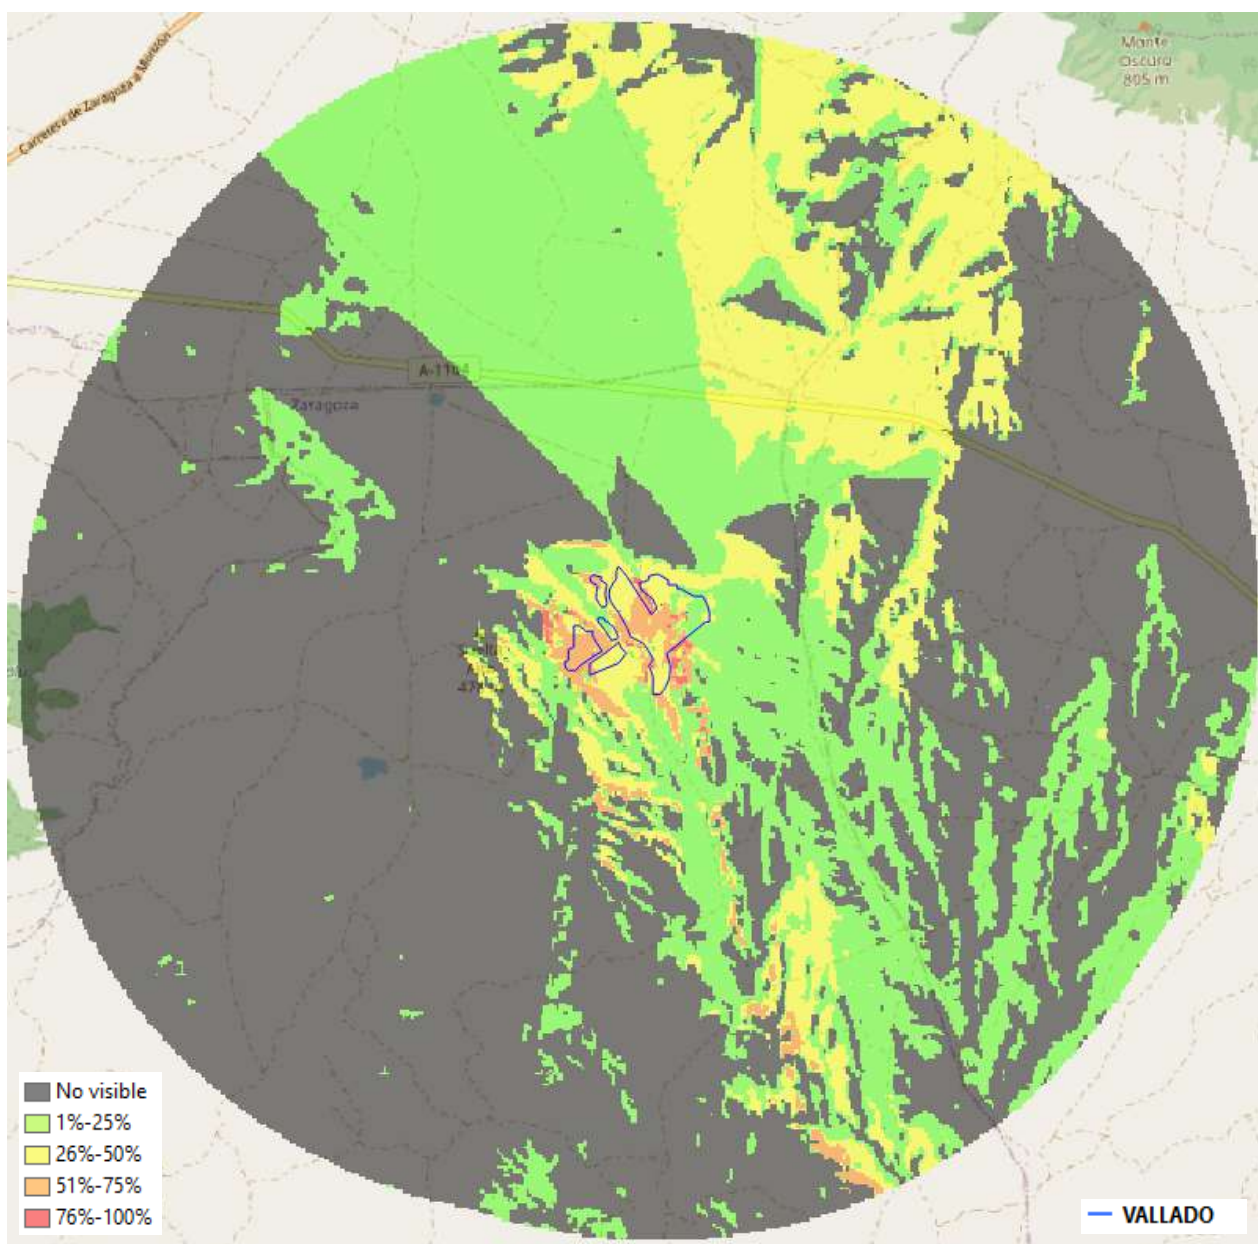 Carretera de Zaragoza a Monzón
Monte
Oscuro
805 m
A-1104
Zaragoza
No visible
1%-25%
26%-50%
51%-75%
76%-100%
VALLADO